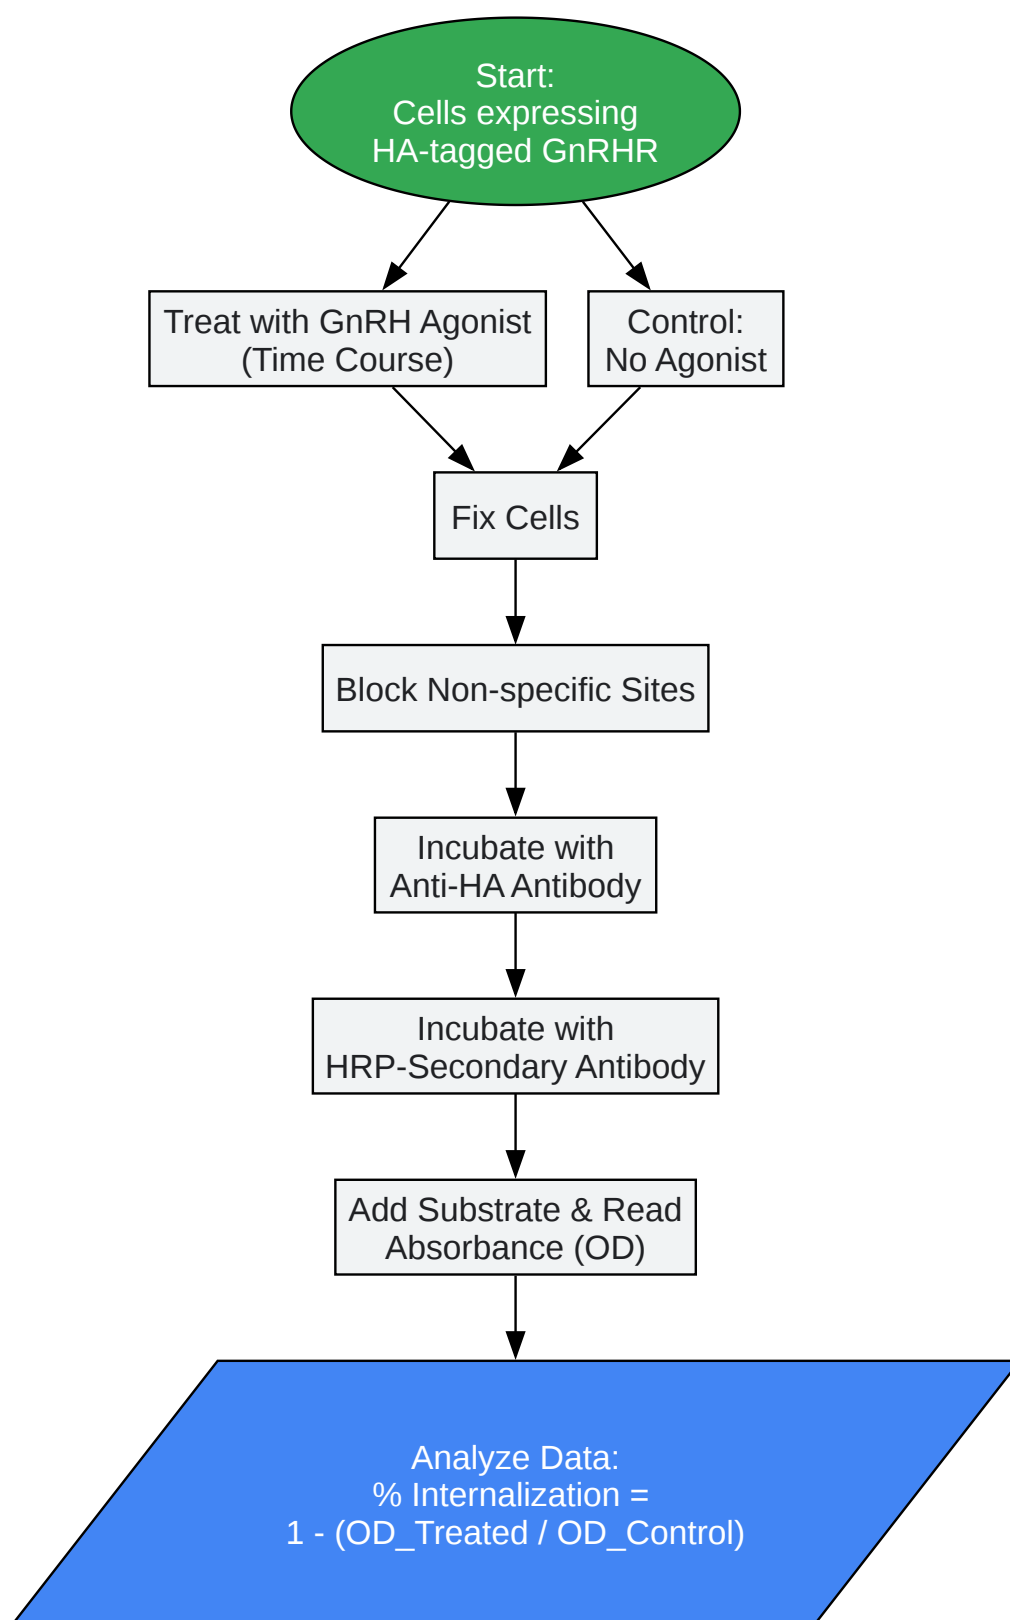 Start:
Cells expressing
HA-tagged GnRHR
Treat with GnRH Agonist
(Time Course)
Control:
No Agonist
Fix Cells
Block Non-specific Sites
Incubate with
Anti-HA Antibody
Incubate with
HRP-Secondary Antibody
Add Substrate & Read
Absorbance (OD)
Analyze Data:
% Internalization =
1 - (OD_Treated / OD_Control)